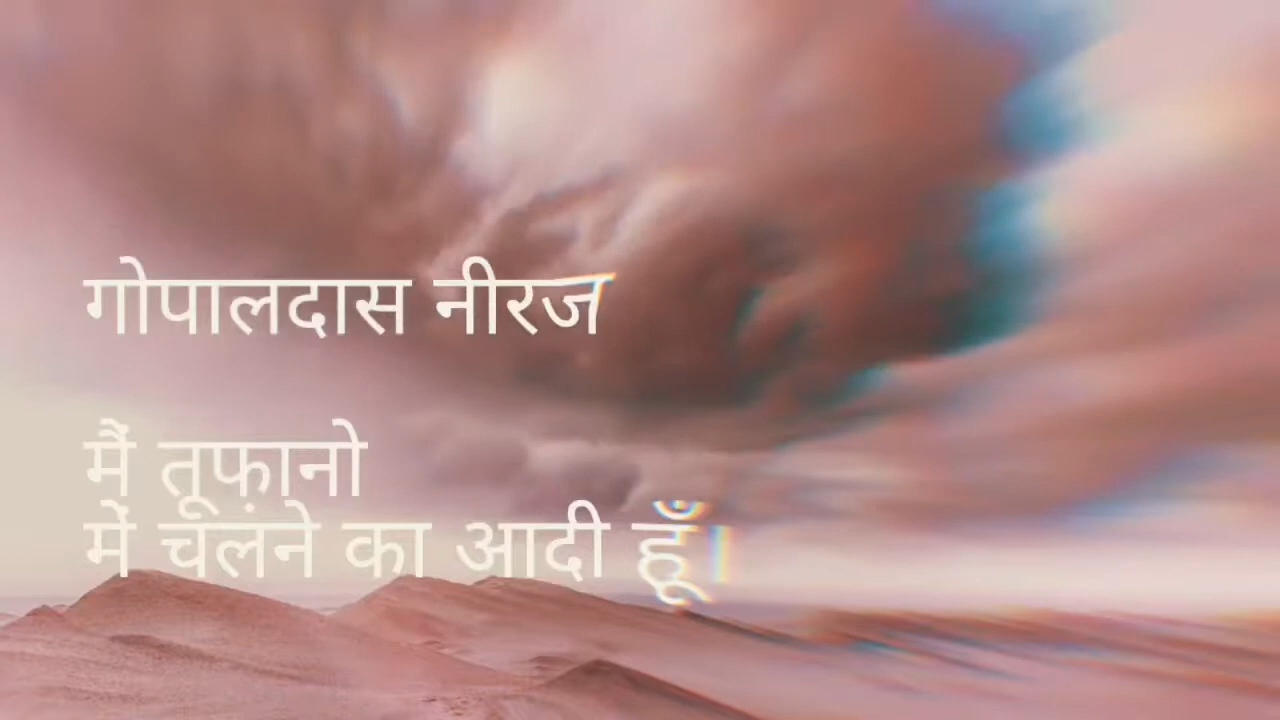 गोपालदास नीरज
मैं तूफ़ानो
में चलने का आदी हूँ।